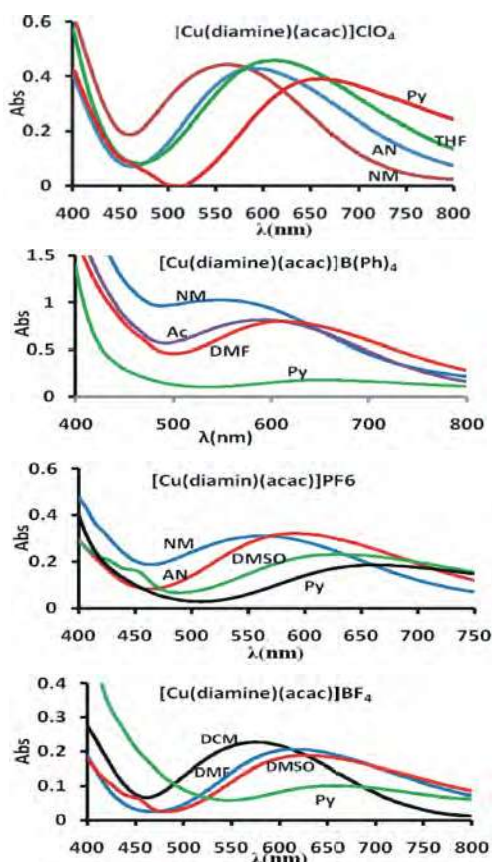 [Cu(diamine)(acac)]ClO4
0.6
0.4
0.2
0
Abs
Py
THF
AN
NM
400 450 500 550 600 650 700 750 800
λ(nm)
[Cu(diamine)(acac)]B(Ph)4
1.5
1
0.5
0
Abs
NM
Ac
DMF
Py
400 500 600 700 800
λ(nm)
[Cu(diamin)(acac)]PF6
0.6
0.4
0.2
0
Abs
NM
AN
DMSO
Py
400 450 500 550 600 650 700 750
λ(nm)
[Cu(diamine)(acac)]BF4
0.4
0.3
0.2
0.1
0
Abs
DCM
DMF
DMSO
Py
400 500 600 700 800
λ(nm)